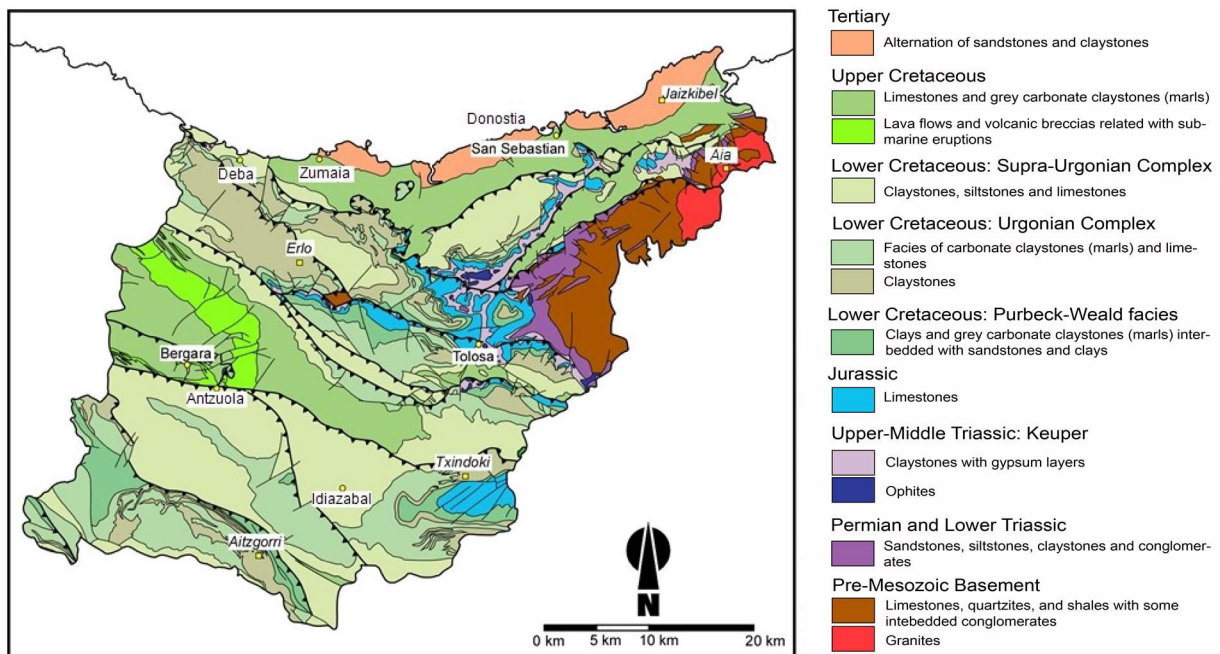 Jaizkibel
Donostia
San Sebastian
Aia
Deba
Zumaia
Erlo
Bergara
Tolosa
Antzuola
Txindoki
Idiazabal
Aitzgorri
N
0 km 5 km 10 km 20 km
Tertiary
Alternation of sandstones and claystones
Upper Cretaceous
Limestones and grey carbonate claystones (marls)
Lava flows and volcanic breccias related with sub-
marine eruptions
Lower Cretaceous: Supra-Urgonian Complex
Claystones, siltstones and limestones
Lower Cretaceous: Urgonian Complex
Facies of carbonate claystones (marls) and lime-
stones
Claystones
Lower Cretaceous: Purbeck-Weald facies
Clays and grey carbonate claystones (marls) inter-
bedded with sandstones and clays
Jurassic
Limestones
Upper-Middle Triassic: Keuper
Claystones with gypsum layers
Ophites
Permian and Lower Triassic
Sandstones, siltstones, claystones and conglomer-
ates
Pre-Mesozoic Basement
Limestones, quartzites, and shales with some
intebedded conglomerates
Granites